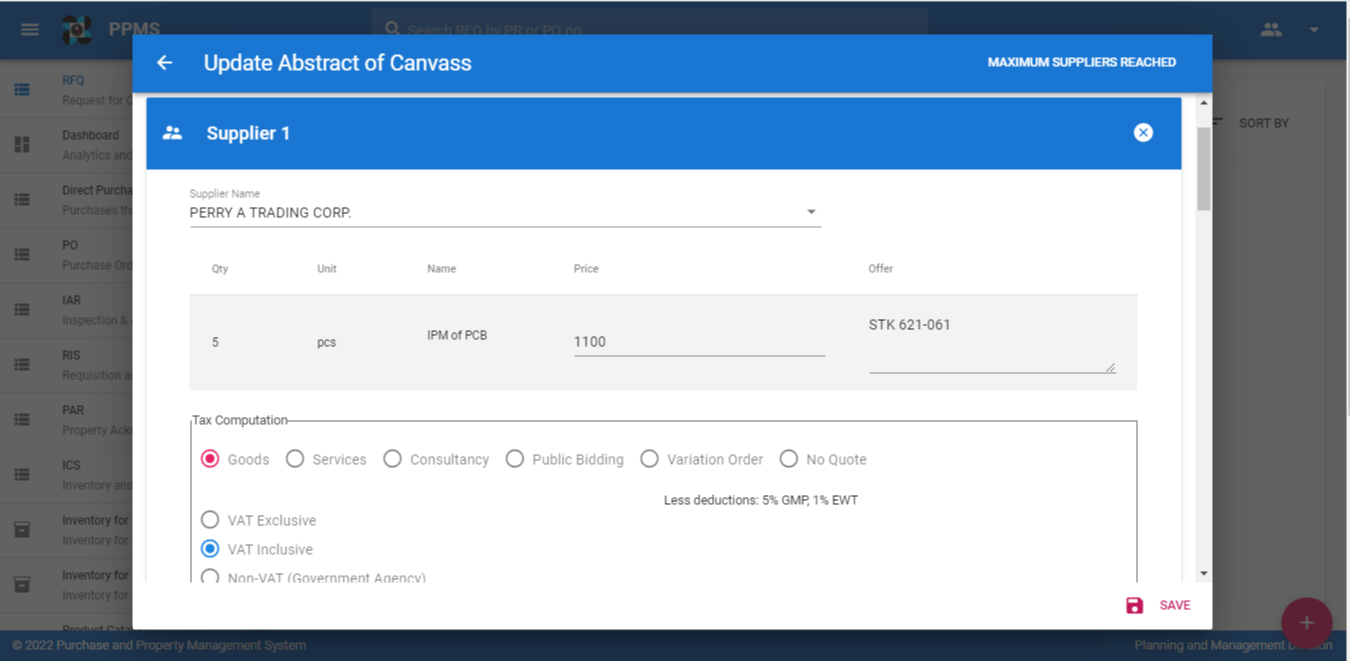 PPMS
Search RFQ by PR or PO no.
Update Abstract of Canvass
MAXIMUM SUPPLIERS REACHED
RFQ
Request for
Dashboard
Analytics and
Direct Purcha
Purchases
PO
Purchase Ord
IAR
Inspection &
RIS
Requisition
PAR
Property Ack
ICS
Inventory and
Inventory for
Inventory for
Inventory for
Inventory for
Product Cata
SORT BY
Supplier 1
Supplier Name
PERRY A TRADING CORP.
Qty Unit Name Price Offer
5 pcs IPM of PCB 1100 STK 621-061
Tax Computation
Goods Services Consultancy Public Bidding Variation Order No Quote
Less deductions: 5% GMP, 1% EWT
VAT Exclusive
VAT Inclusive
Non-VAT (Government Agency)
SAVE
© 2022 Purchase and Property Management System
Planning and Management Division